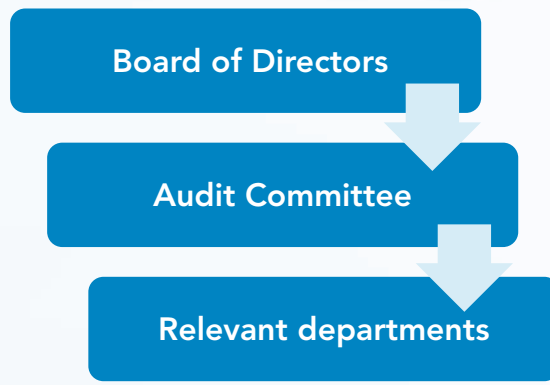 Board of Directors
Audit Committee
Relevant departments